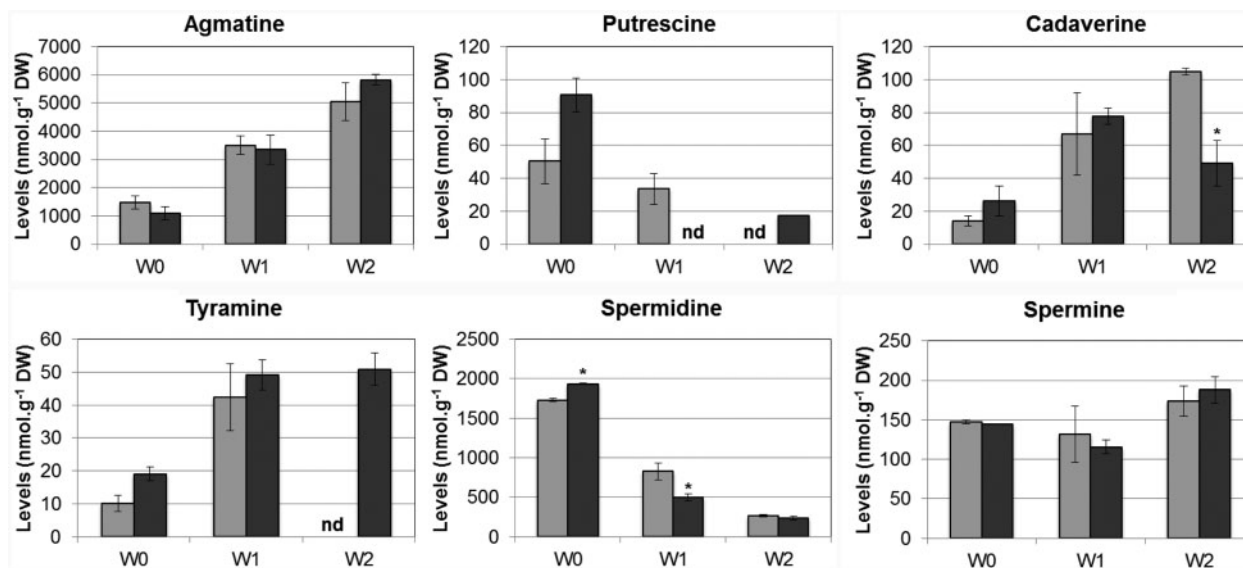 Agmatine
Levels (nmol.g⁻¹ DW)
7000
6000
5000
4000
3000
2000
1000
0
W0 W1 W2
Putrescine
Levels (nmol.g⁻¹ DW)
120
100
80
60
40
20
0
nd nd
W0 W1 W2
Cadaverine
Levels (nmol.g⁻¹ DW)
120
100
80
60
40
20
0
*
W0 W1 W2
Tyramine
Levels (nmol.g⁻¹ DW)
60
50
40
30
20
10
0
nd
W0 W1 W2
Spermidine
Levels (nmol.g⁻¹ DW)
2500
2000
1500
1000
500
0
*
*
W0 W1 W2
Spermine
Levels (nmol.g⁻¹ DW)
250
200
150
100
50
0
W0 W1 W2